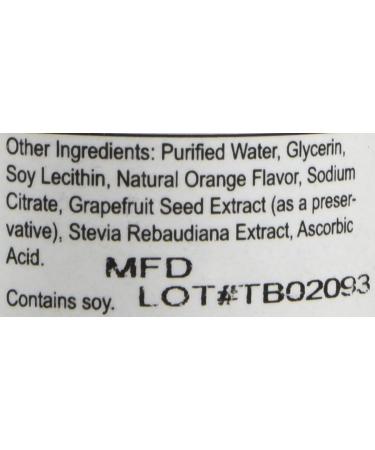 Other Ingredients: Purified Water, Glycerin,
Soy Lecithin, Natural Orange Flavor, Sodium
Citrate, Grapefruit Seed Extract (as a preser-
vative), Stevia Rebaudiana Extract, Ascorbic
Acid.
MFD
Contains soy. LOT#TB02093